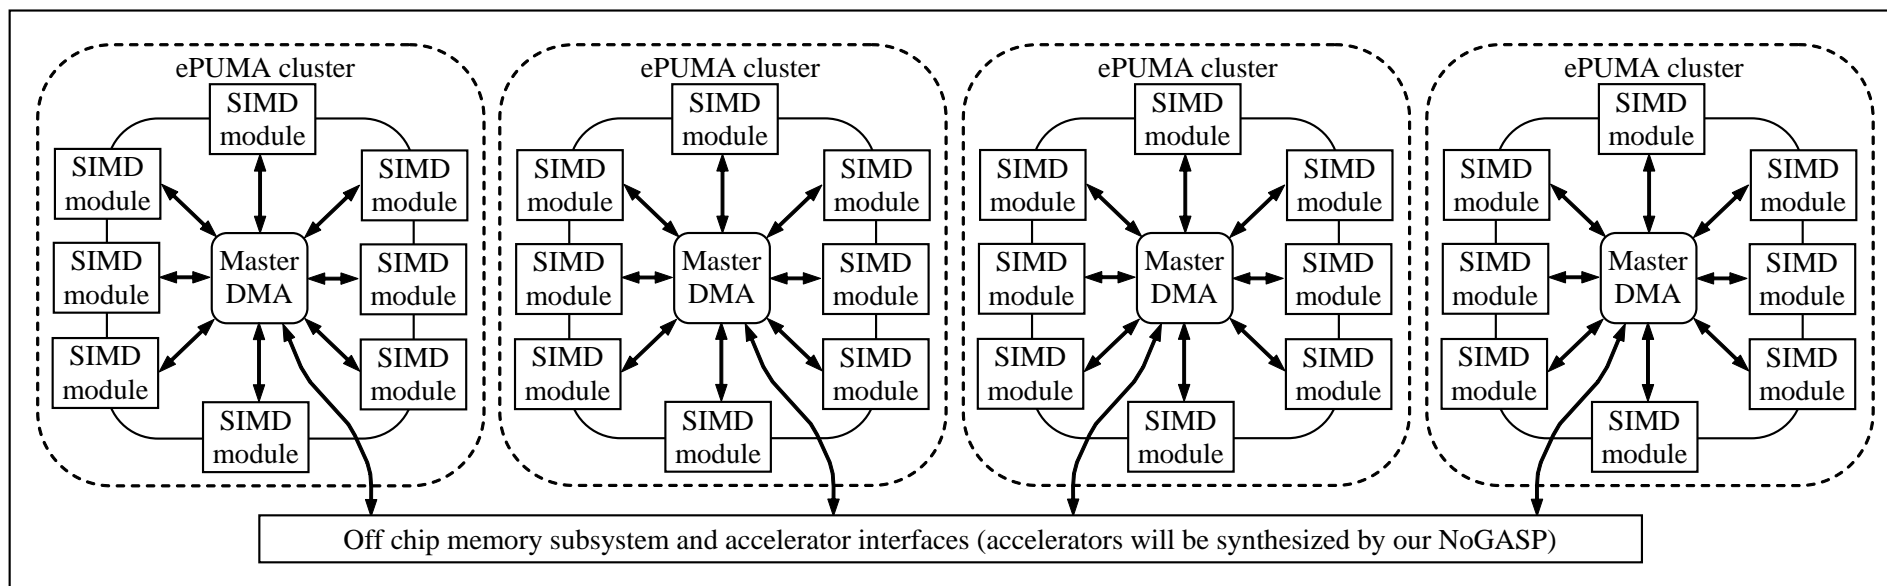 ePUMA cluster
SIMD
module
SIMD
module
SIMD
module
SIMD
module
Master
DMA
SIMD
module
SIMD
module
SIMD
module
SIMD
module
ePUMA cluster
SIMD
module
SIMD
module
SIMD
module
SIMD
module
Master
DMA
SIMD
module
SIMD
module
SIMD
module
SIMD
module
ePUMA cluster
SIMD
module
SIMD
module
SIMD
module
SIMD
module
Master
DMA
SIMD
module
SIMD
module
SIMD
module
SIMD
module
ePUMA cluster
SIMD
module
SIMD
module
SIMD
module
SIMD
module
Master
DMA
SIMD
module
SIMD
module
SIMD
module
SIMD
module
Off chip memory subsystem and accelerator interfaces (accelerators will be synthesized by our NoGASP)